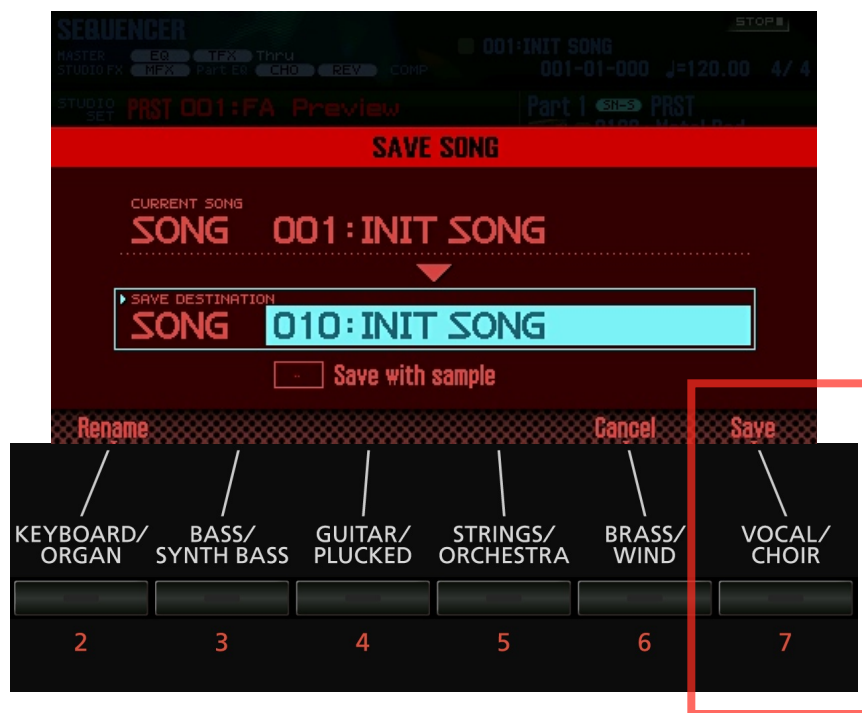 SEQUENCER
STOP
MASTER EQ TFX Thru
001:INIT SONG
STUDIO FX MFX Part EQ CHO REV COMP
001-01-000 ♩=120.00 4/ 4
STUDIO SET PRST 001:FA Preview
Part 1 SN-S PRST
SAVE SONG
CURRENT SONG
SONG 001:INIT SONG
SAVE DESTINATION
SONG 010:INIT SONG
Save with sample
Rename Cancel Save
KEYBOARD/ BASS/ GUITAR/ STRINGS/ BRASS/ VOCAL/
ORGAN SYNTH BASS PLUCKED ORCHESTRA WIND CHOIR
2 3 4 5 6 7